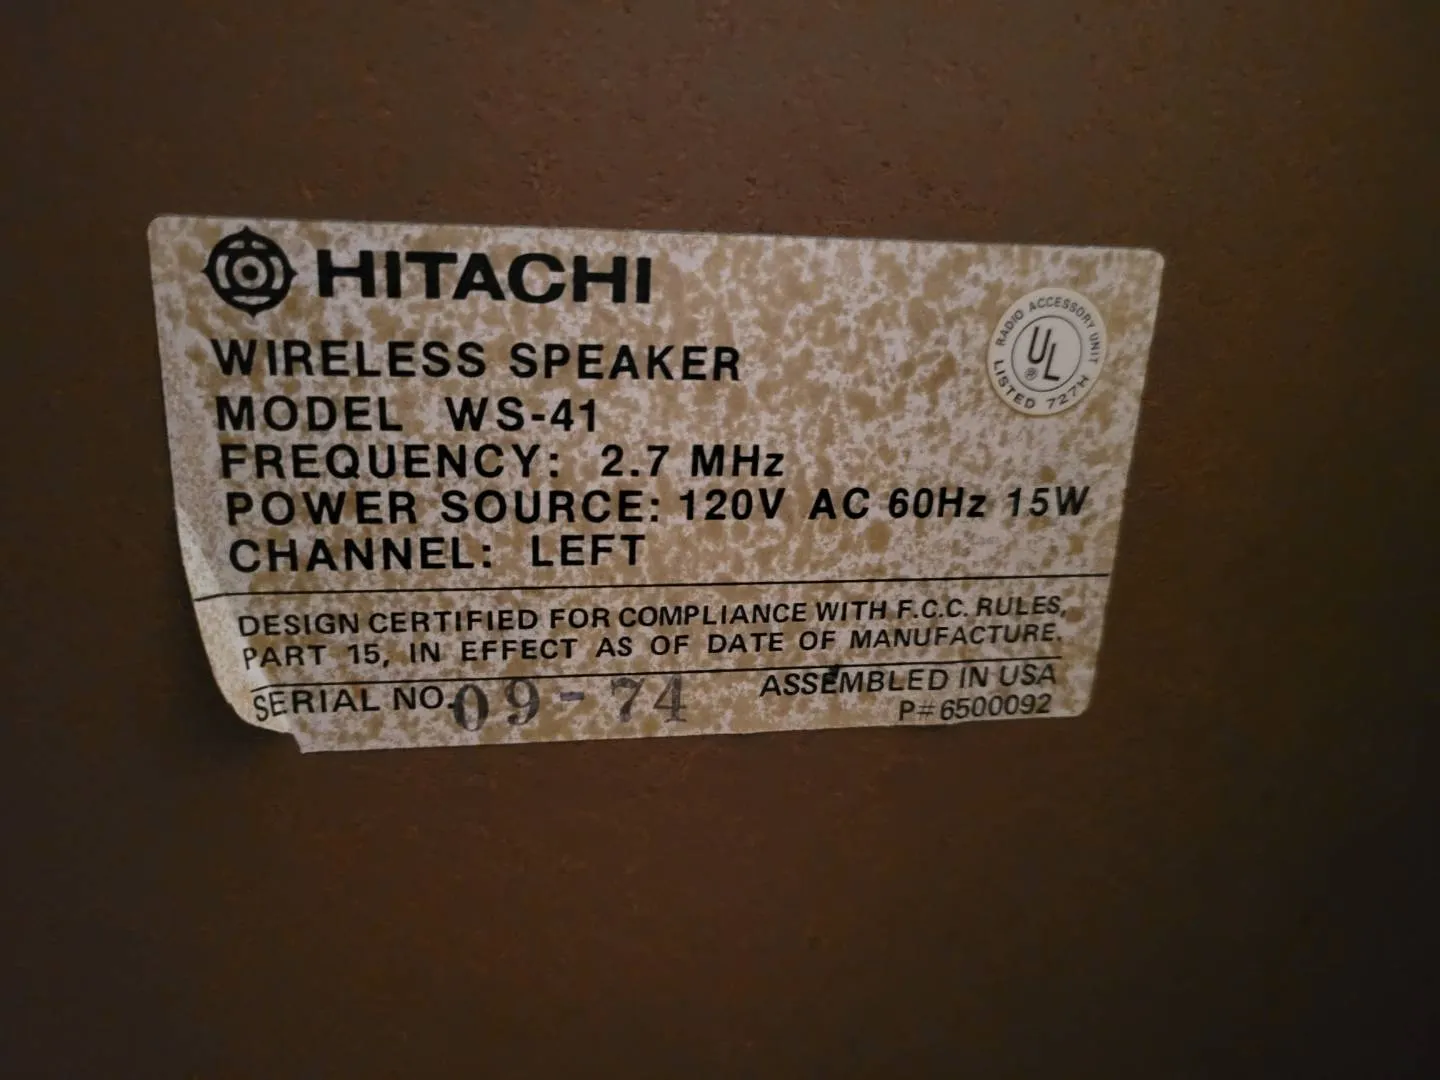 HITACHI
WIRELESS SPEAKER
MODEL WS-41
FREQUENCY: 2.7 MHz
POWER SOURCE: 120V AC 60Hz 15W
CHANNEL: LEFT
RADIO ACCESSORY UNIT
UL
®
LISTED 727H
DESIGN CERTIFIED FOR COMPLIANCE WITH F.C.C. RULES,
PART 15, IN EFFECT AS OF DATE OF MANUFACTURE.
SERIAL NO. 09-74
ASSEMBLED IN USA
P#6500092